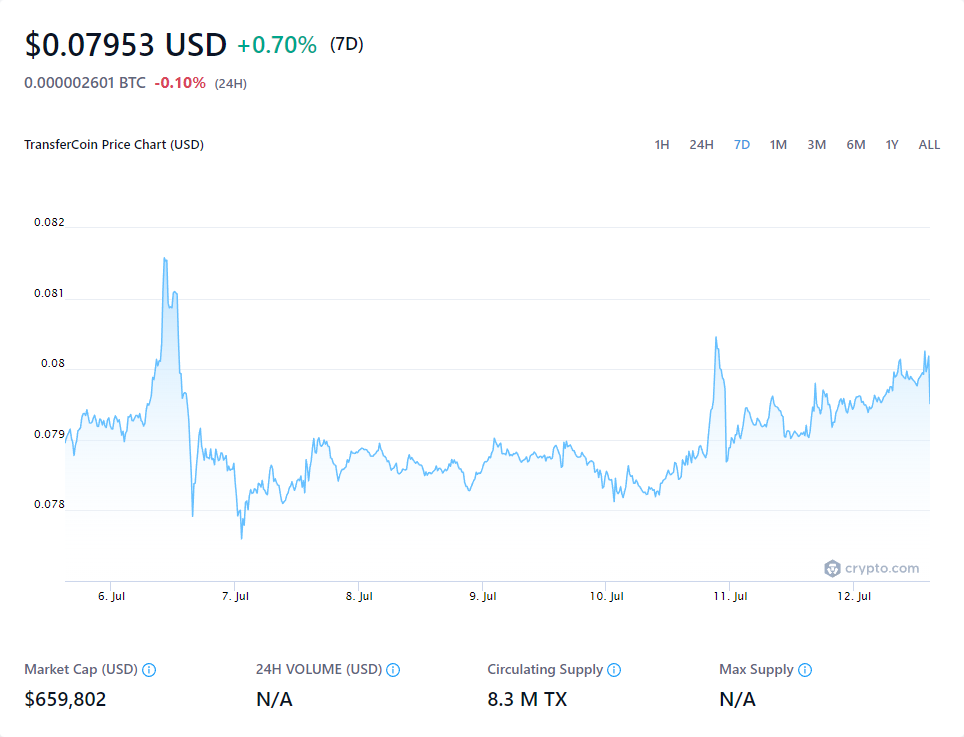 $0.07953 USD +0.70% (7D)
0.000002601 BTC -0.10% (24H)
TransferCoin Price Chart (USD) 1H 24H 7D 1M 3M 6M 1Y ALL
0.082
0.081
0.08
0.079
0.078
crypto.com
6. Jul 7. Jul 8. Jul 9. Jul 10. Jul 11. Jul 12. Jul
Market Cap (USD) 24H VOLUME (USD) Circulating Supply Max Supply
$659,802 N/A 8.3 M TX N/A